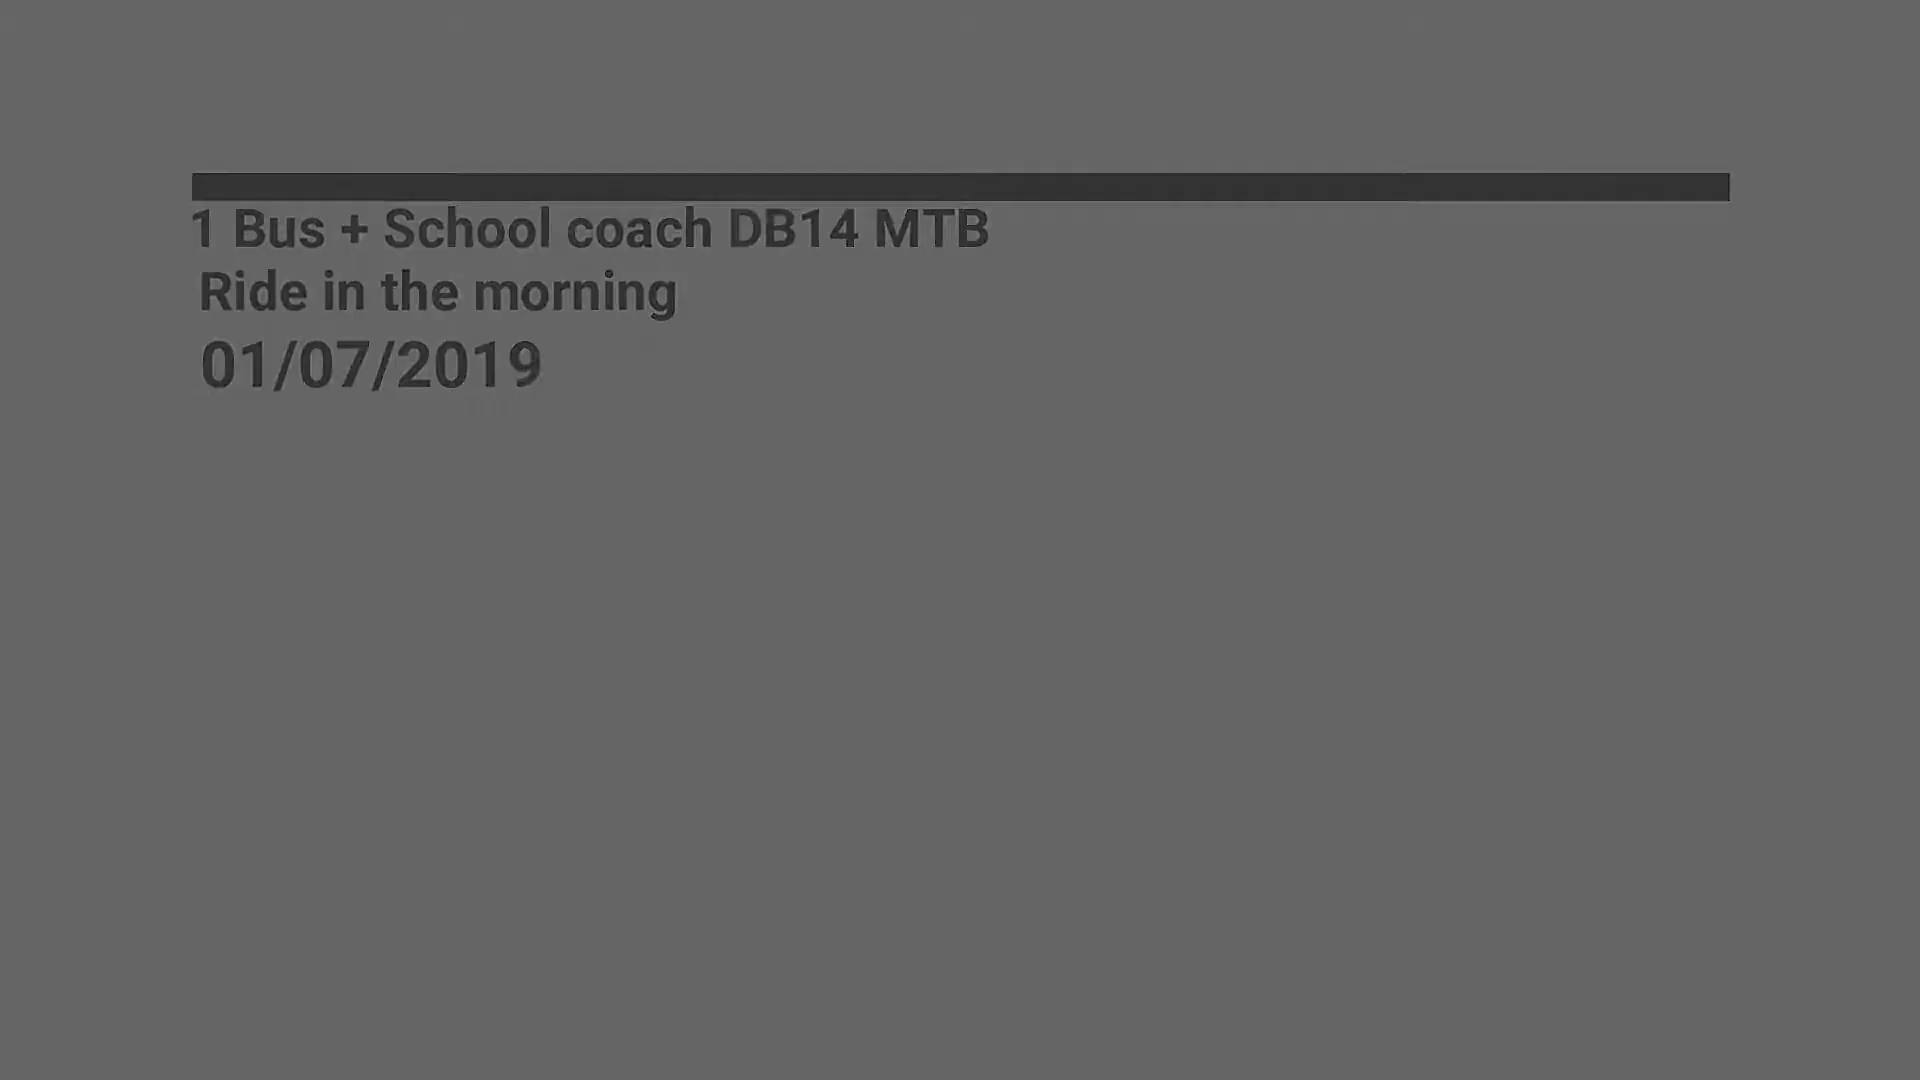 1 Bus + School coach DB14 MTB
Ride in the morning
01/07/2019